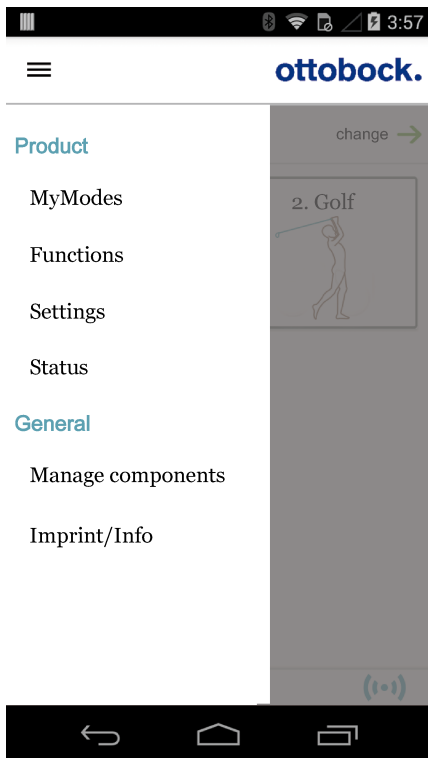 3:57
ottobock.
change
Product
MyModes
2. Golf
Functions
Settings
Status
General
Manage components
Imprint/Info